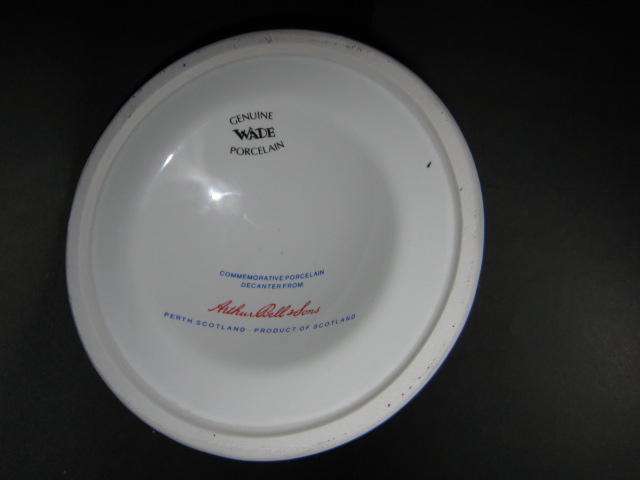 GENUINE
WADE
PORCELAIN
COMMEMORATIVE PORCELAIN
DECANTER FROM
Arthur Bell & Sons
PERTH SCOTLAND · PRODUCT OF SCOTLAND